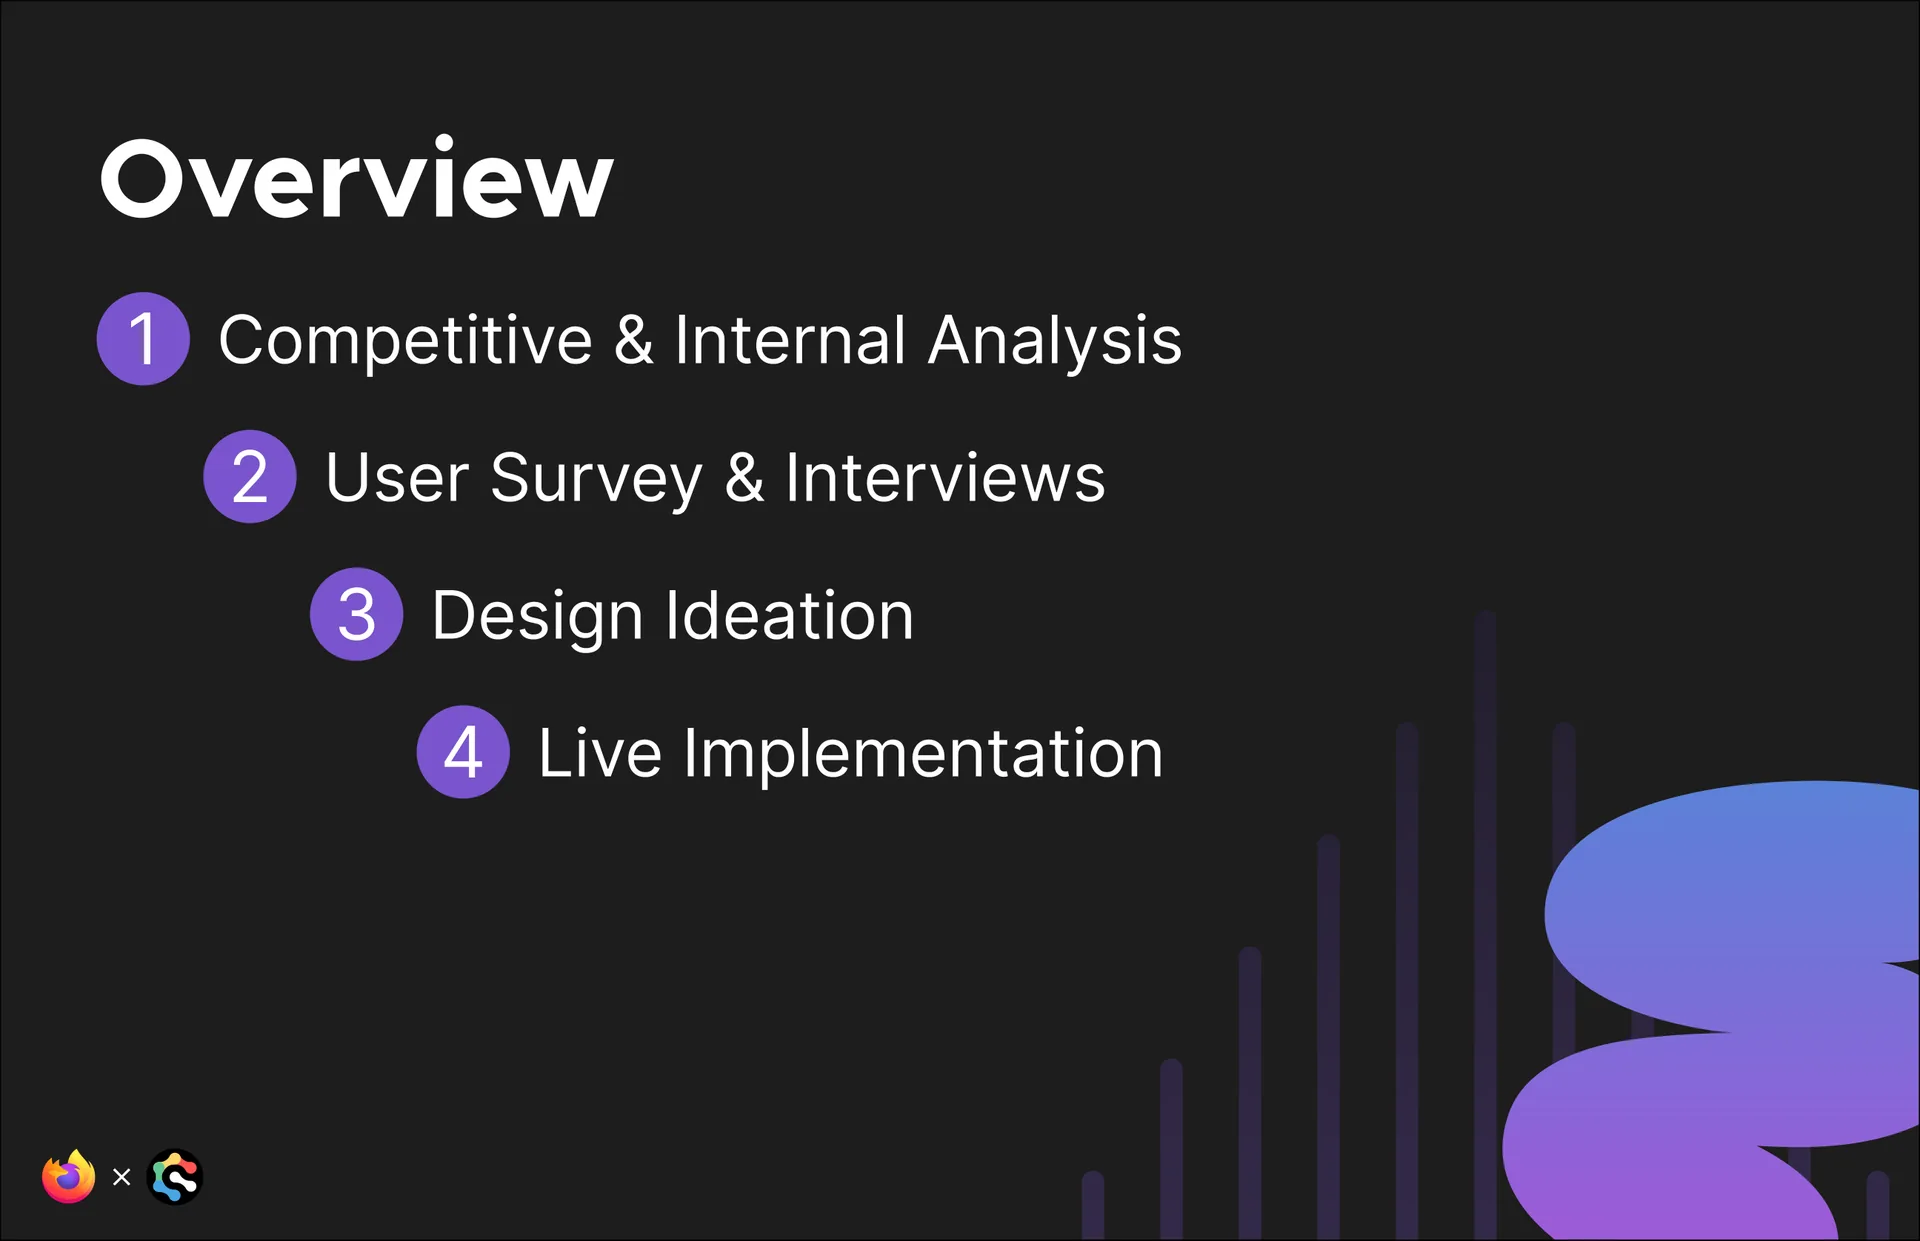 Overview
1 Competitive & Internal Analysis
2 User Survey & Interviews
3 Design Ideation
4 Live Implementation
×